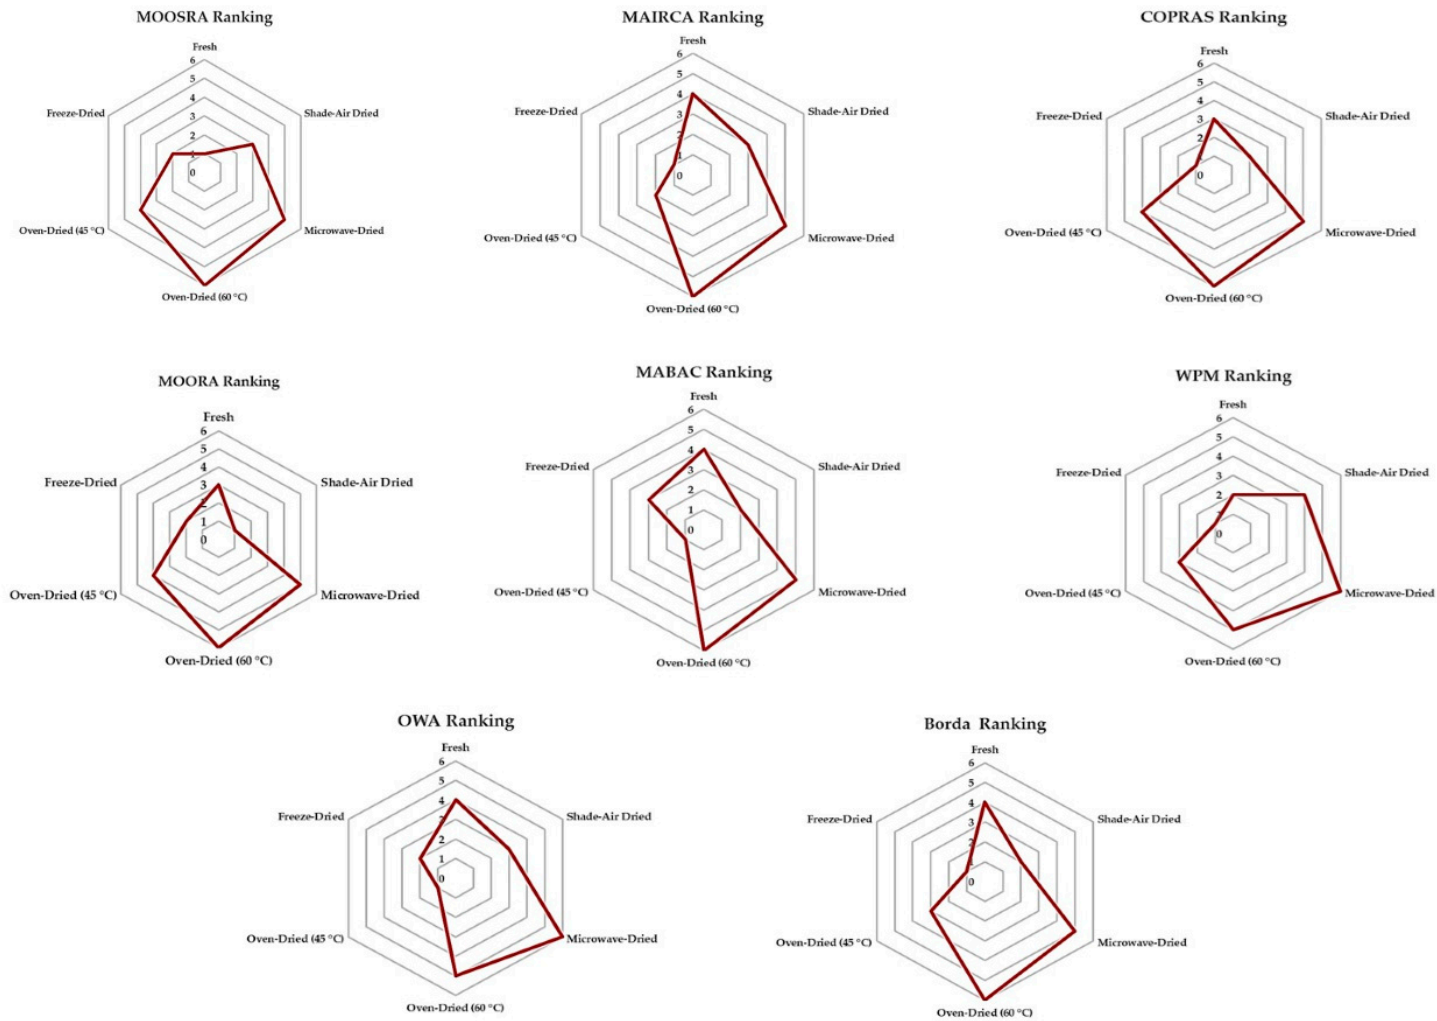 MOOSRA Ranking
Fresh
6
5
4
3
2
1
0
Freeze-Dried
Shade-Air Dried
Oven-Dried (45 °C)
Microwave-Dried
Oven-Dried (60 °C)
MAIRCA Ranking
Fresh
6
5
4
3
2
1
0
Freeze-Dried
Shade-Air Dried
Oven-Dried (45 °C)
Microwave-Dried
Oven-Dried (60 °C)
COPRAS Ranking
Fresh
6
5
4
3
2
1
0
Freeze-Dried
Shade-Air Dried
Oven-Dried (45 °C)
Microwave-Dried
Oven-Dried (60 °C)
MOORA Ranking
Fresh
6
5
4
3
2
1
0
Freeze-Dried
Shade-Air Dried
Oven-Dried (45 °C)
Microwave-Dried
Oven-Dried (60 °C)
MABAC Ranking
Fresh
6
5
4
3
2
1
0
Freeze-Dried
Shade-Air Dried
Oven-Dried (45 °C)
Microwave-Dried
Oven-Dried (60 °C)
WPM Ranking
Fresh
6
5
4
3
2
1
0
Freeze-Dried
Shade-Air Dried
Oven-Dried (45 °C)
Microwave-Dried
Oven-Dried (60 °C)
OWA Ranking
Fresh
6
5
4
3
2
1
0
Freeze-Dried
Shade-Air Dried
Oven-Dried (45 °C)
Microwave-Dried
Oven-Dried (60 °C)
Borda Ranking
Fresh
6
5
4
3
2
1
0
Freeze-Dried
Shade-Air Dried
Oven-Dried (45 °C)
Microwave-Dried
Oven-Dried (60 °C)